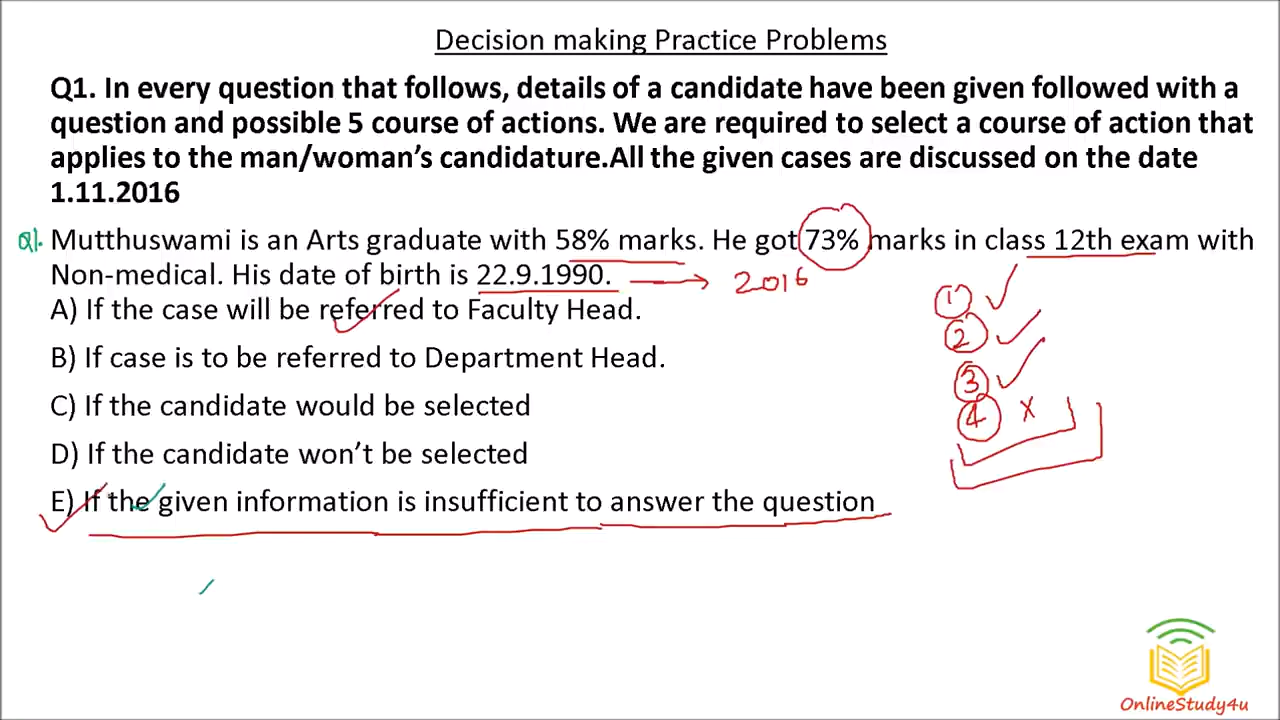 Decision making Practice Problems
Q1. In every question that follows, details of a candidate have been given followed with a
question and possible 5 course of actions. We are required to select a course of action that
applies to the man/woman’s candidature.All the given cases are discussed on the date
1.11.2016
Q1. Mutthuswami is an Arts graduate with 58% marks. He got 73% marks in class 12th exam with
Non-medical. His date of birth is 22.9.1990. 2016
A) If the case will be referred to Faculty Head.
1
2
B) If case is to be referred to Department Head.
3
C) If the candidate would be selected
4 x
D) If the candidate won’t be selected
E) If the given information is insufficient to answer the question
OnlineStudy4u